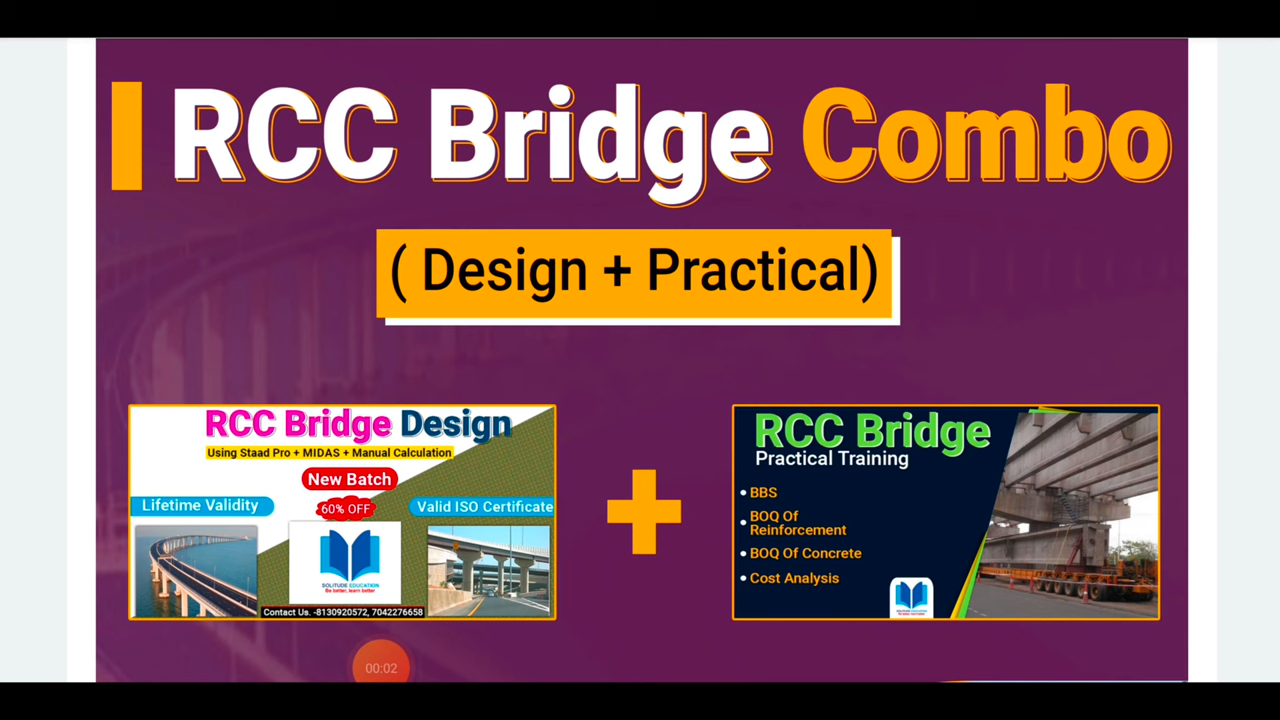 RCC Bridge Combo
( Design + Practical)
RCC Bridge Design
Using Staad Pro + MIDAS + Manual Calculation
New Batch
Lifetime Validity
60% OFF
Valid ISO Certificate
SOLITUDE EDUCATION
Be better, learn better
Contact Us. -8130920572, 7042276658
RCC Bridge
Practical Training
BBS
BOQ Of
Reinforcement
BOQ Of Concrete
Cost Analysis
SOLITUDE EDUCATION
00:02